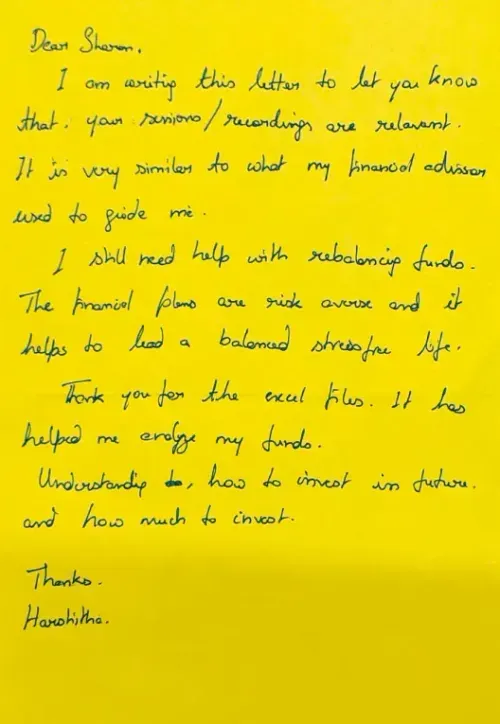 Dear Sharon,
I am writing this letter to let you know
that, your sessions/recordings are relevant.
It is very similar to what my financial advisor
used to guide me.
I still need help with rebalancing funds.
The financial plans are risk averse and it
helps to lead a balanced stressfree life.
Thank you for the excel files. It has
helped me analyze my funds.
Understanding to, how to invest in future.
and how much to invest.
Thanks.
Harshitha.